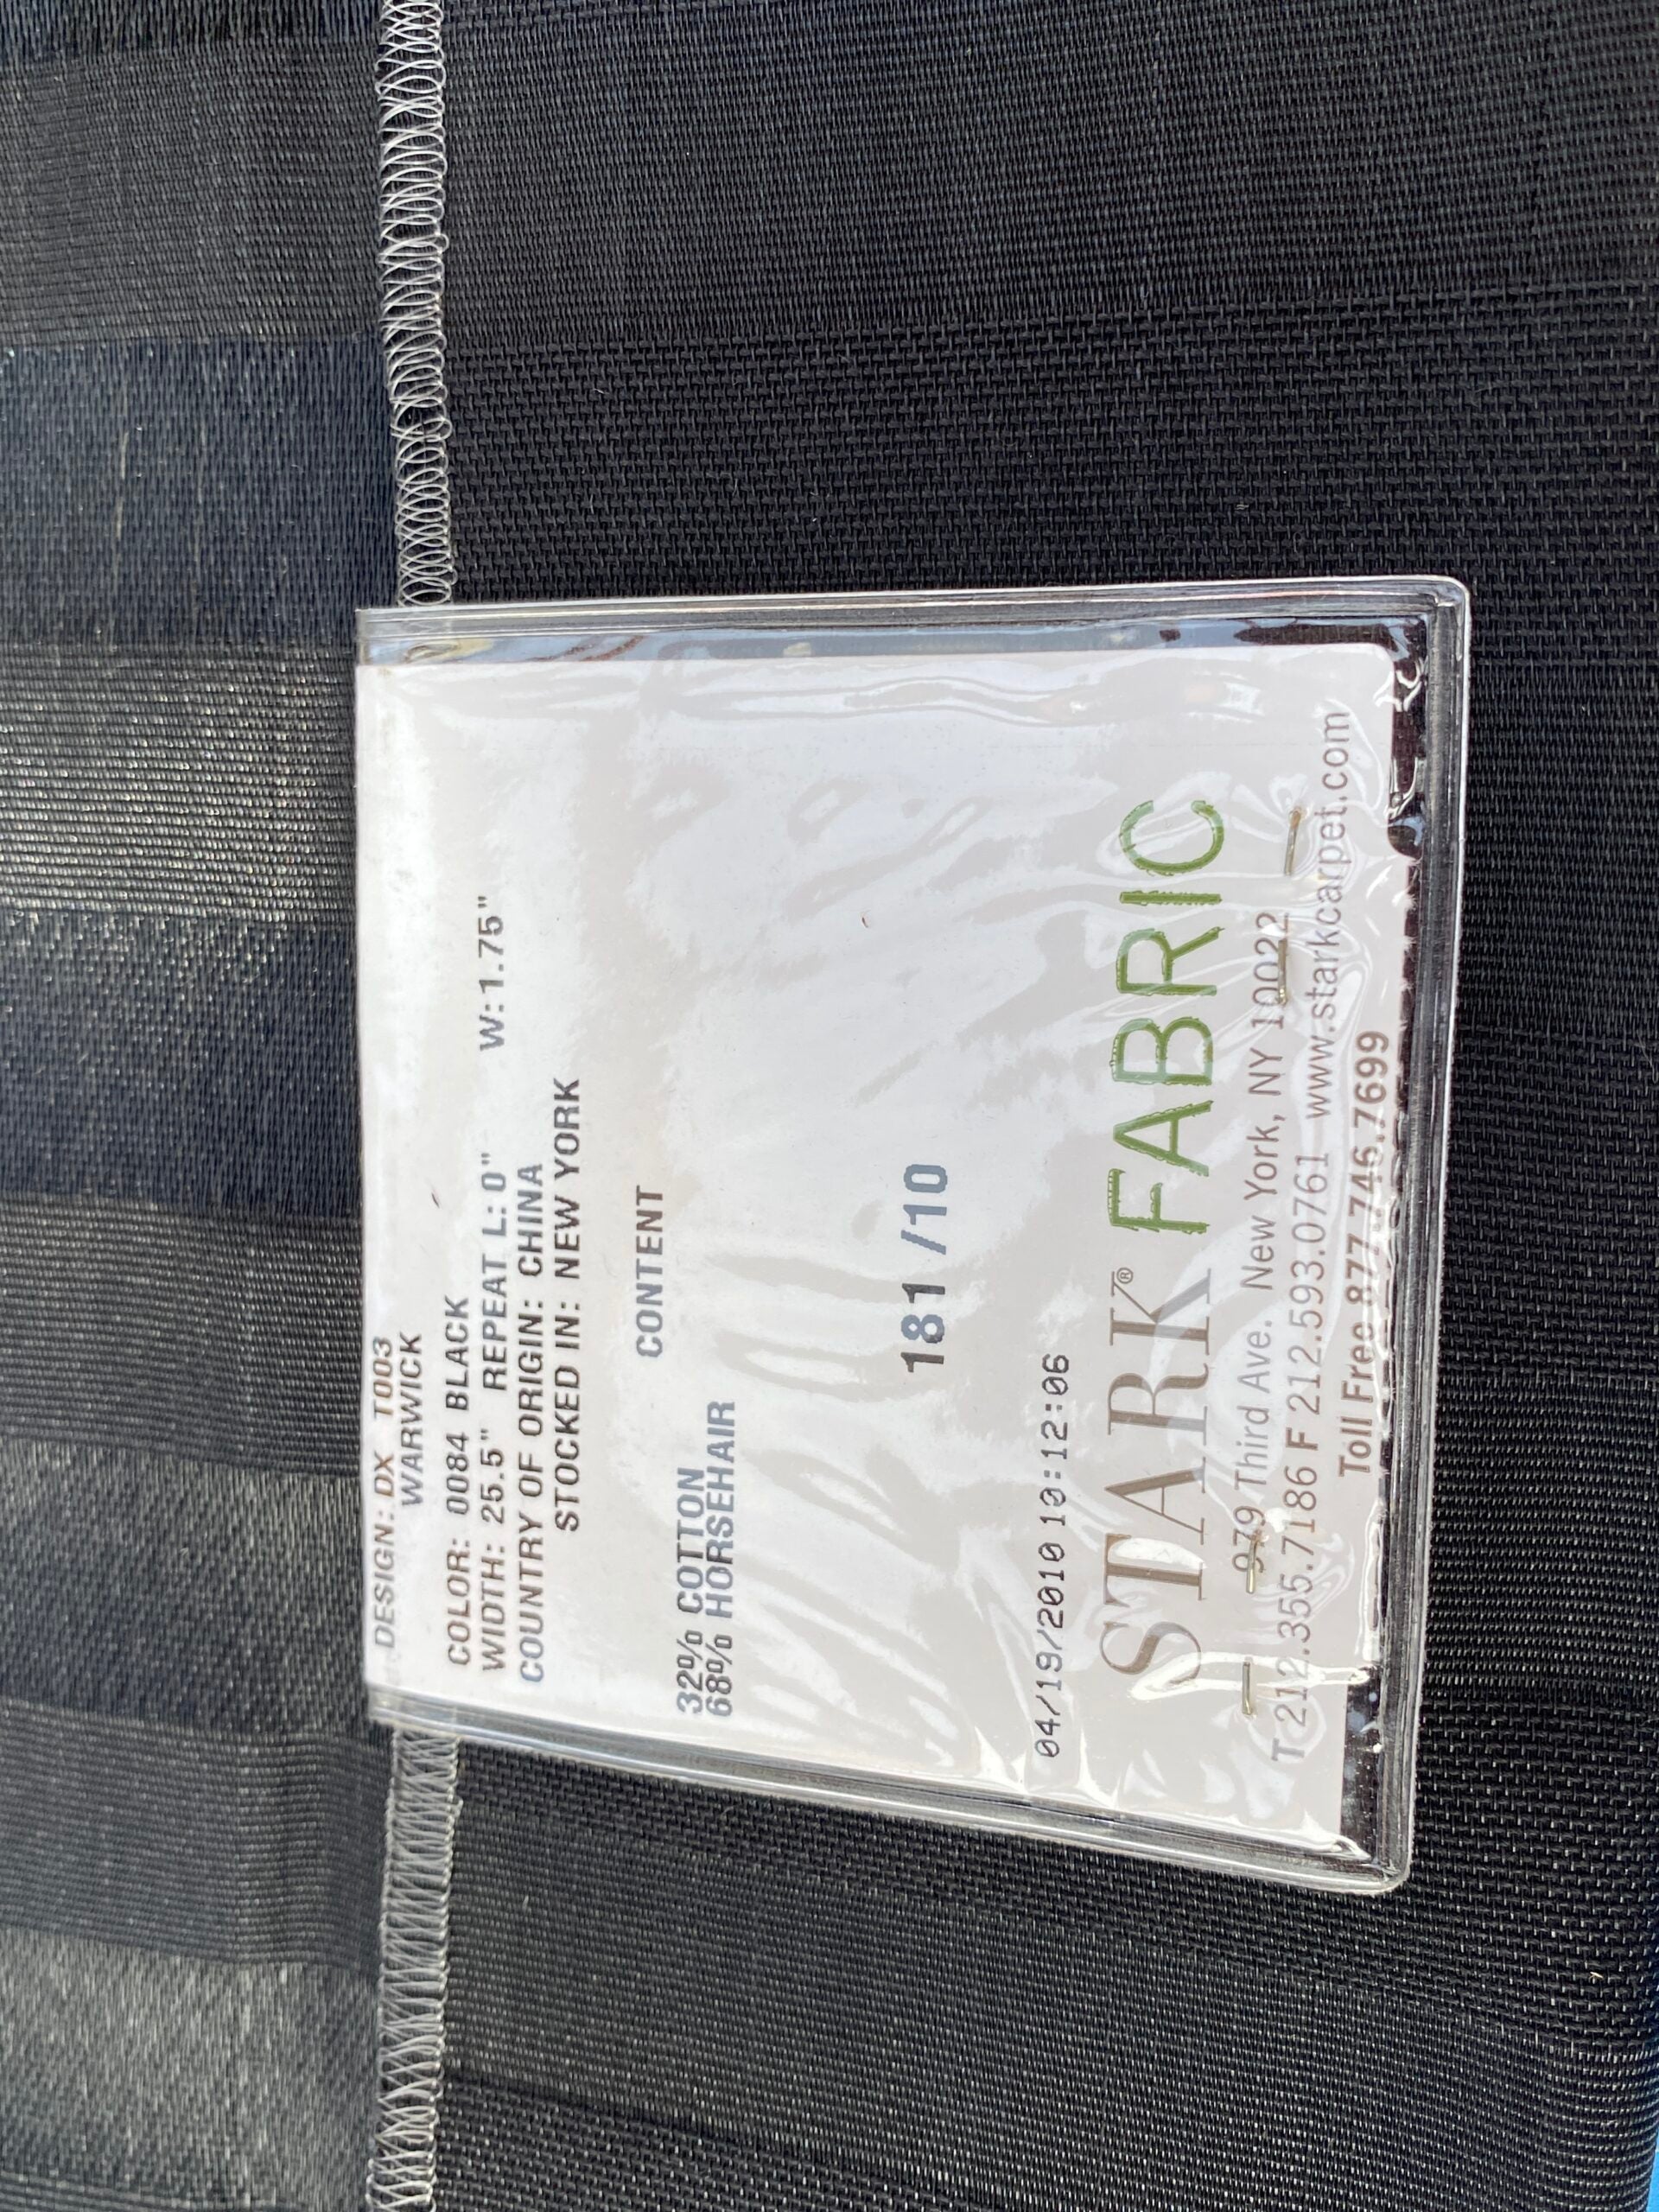 DESIGN: DX T003
WARWICK
COLOR: 0084 BLACK
WIDTH: 25.5" REPEAT L: 0" W:1.75"
COUNTRY OF ORIGIN: CHINA
STOCKED IN: NEW YORK
CONTENT
32% COTTON
68% HORSEHAIR
181 /10
04/19/2010 10:12:06
STARK® FABRIC
979 Third Ave. New York, NY 10022
T 212.355.7186 F 212.593.0761 www.starkcarpet.com
Toll Free 877.746.7699